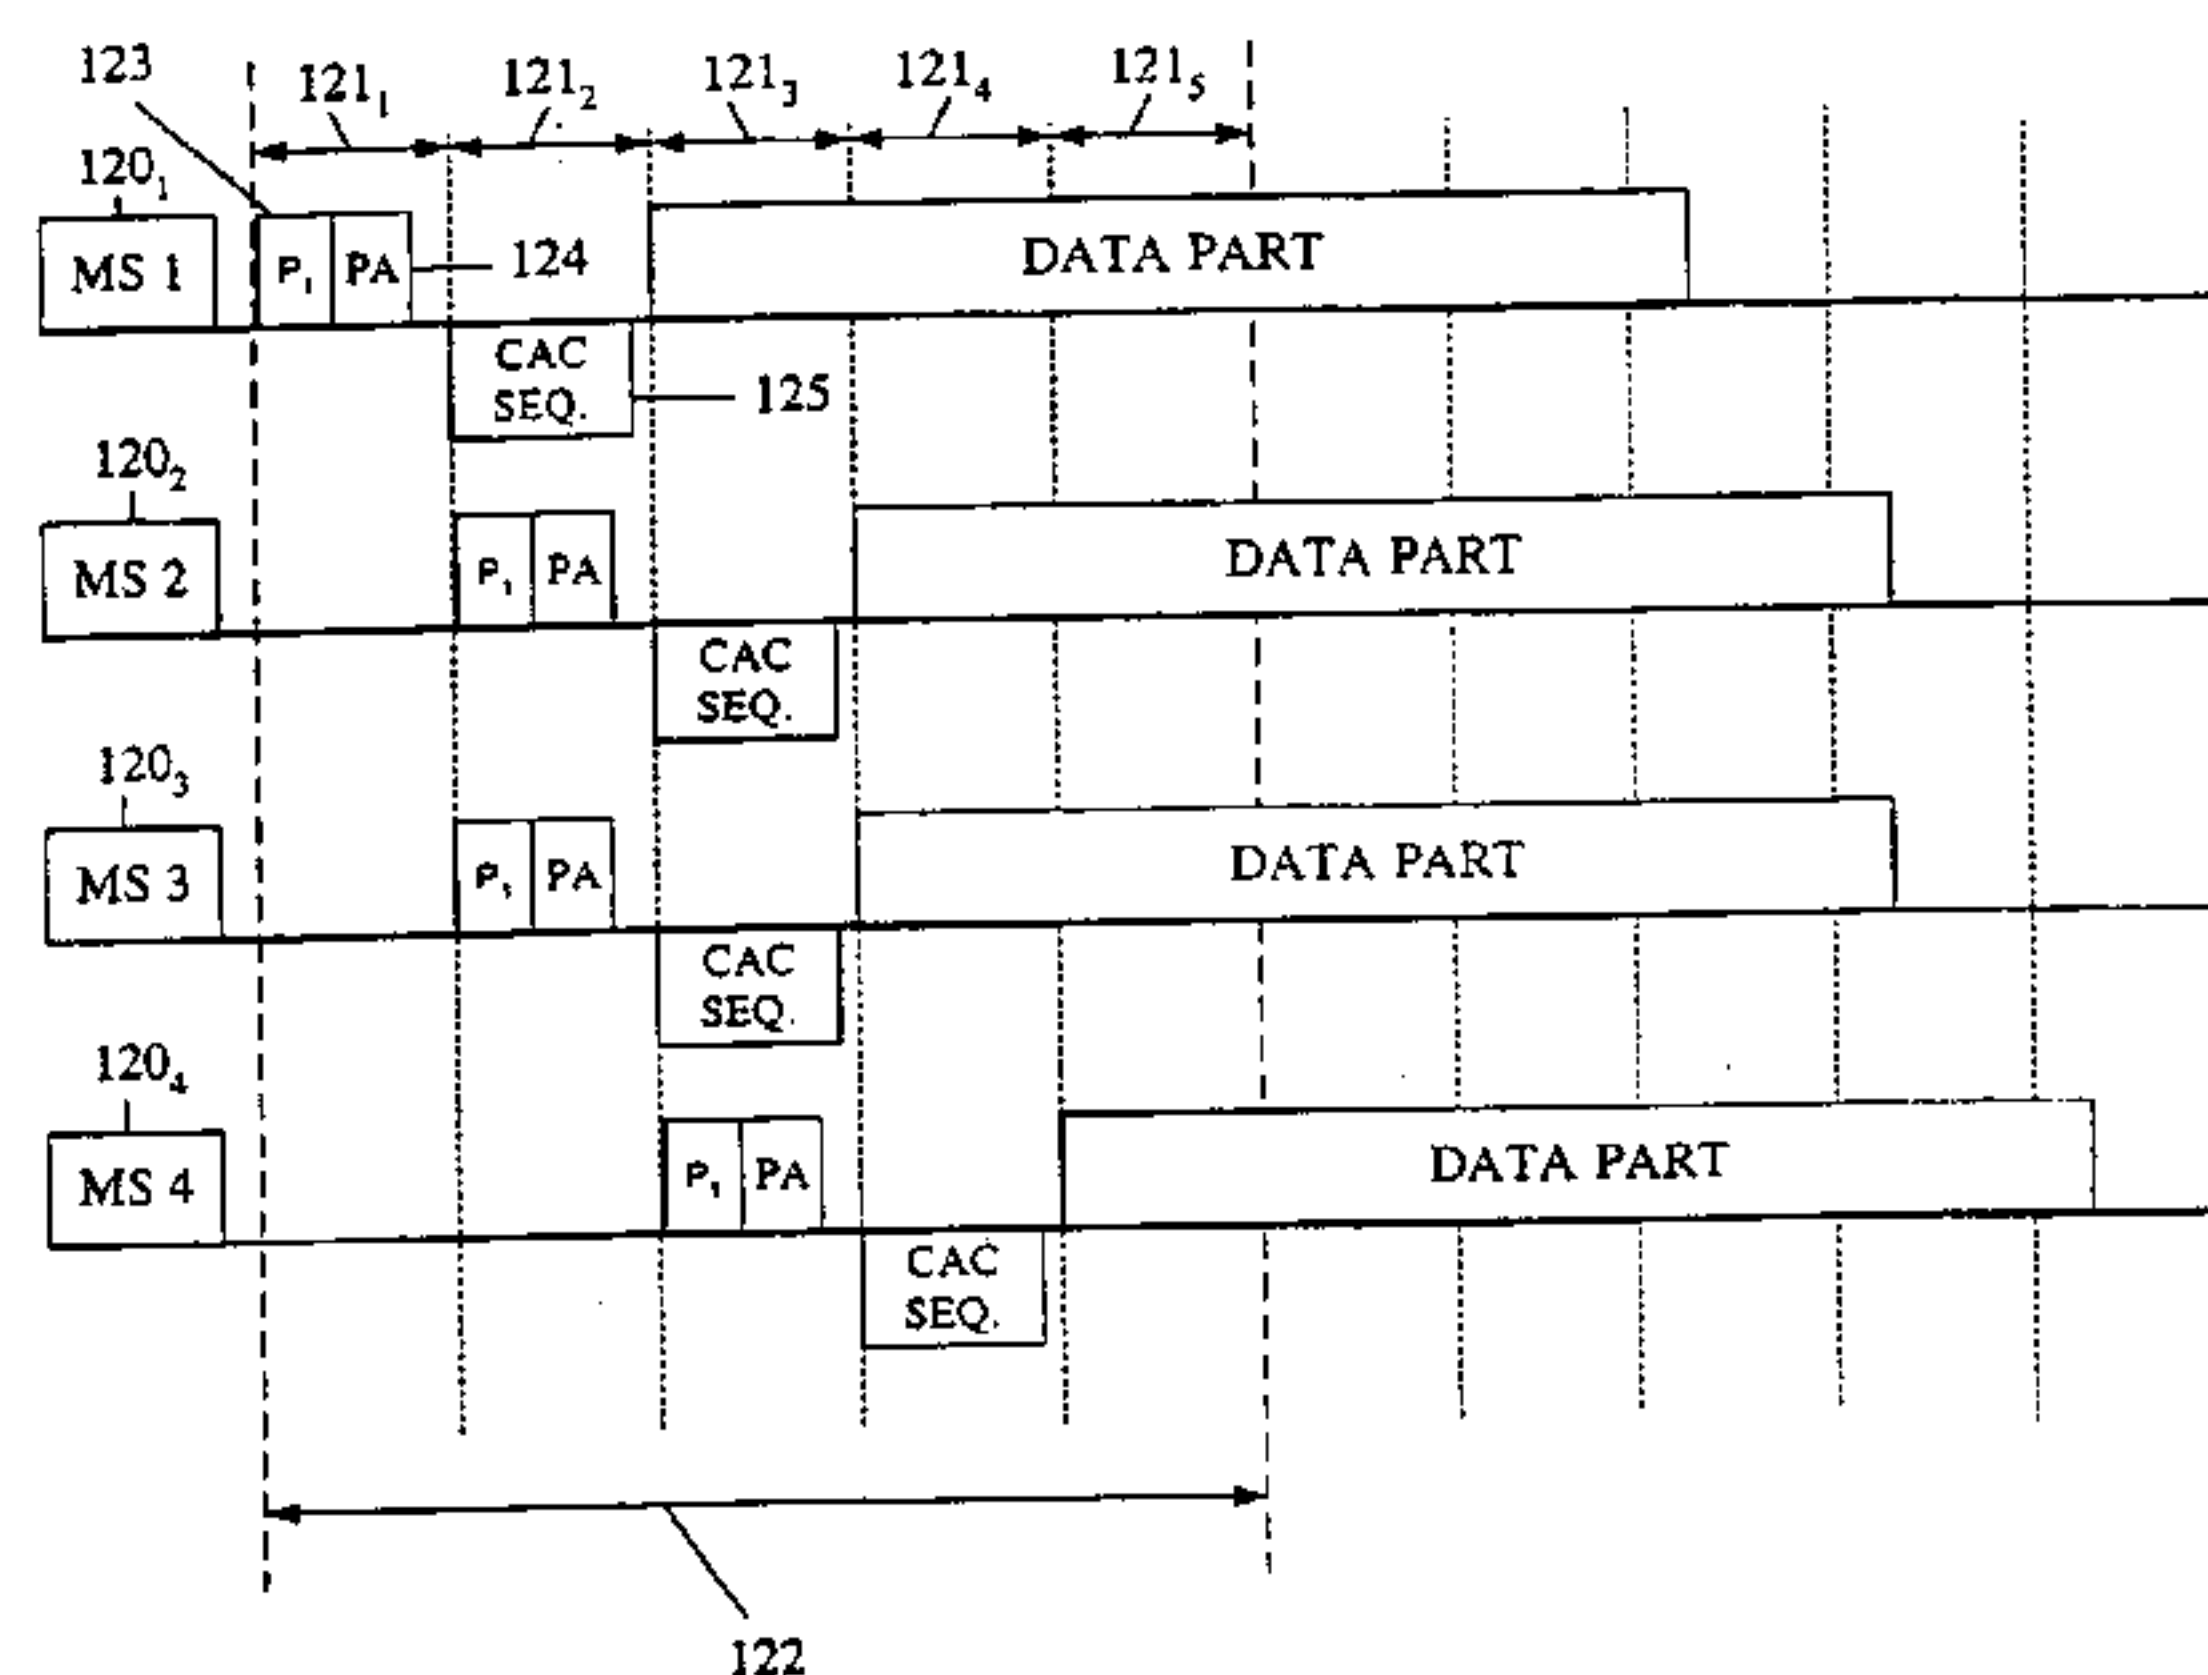 123
121₁
121₂
121₃
121₄
121₅
120₁
MS 1
P₁
PA
124
DATA PART
CAC
SEQ.
125
120₂
MS 2
P₁
PA
DATA PART
CAC
SEQ.
120₃
MS 3
P₁
PA
DATA PART
CAC
SEQ.
120₄
MS 4
P₁
PA
DATA PART
CAC
SEQ.
122